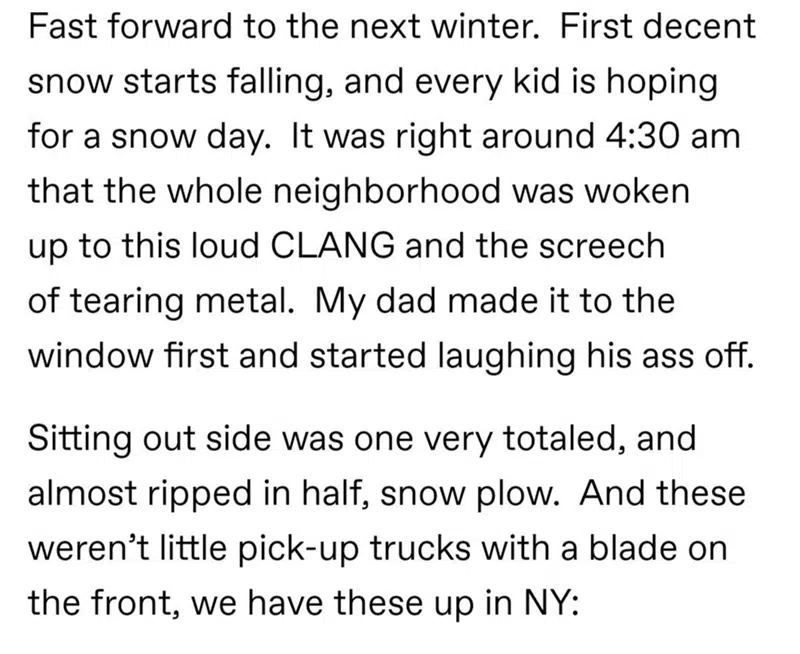 Fast forward to the next winter.  First decent
snow starts falling, and every kid is hoping
for a snow day.  It was right around 4:30 am
that the whole neighborhood was woken
up to this loud CLANG and the screech
of tearing metal.  My dad made it to the
window first and started laughing his ass off.
Sitting out side was one very totaled, and
almost ripped in half, snow plow.  And these
weren’t little pick-up trucks with a blade on
the front, we have these up in NY: